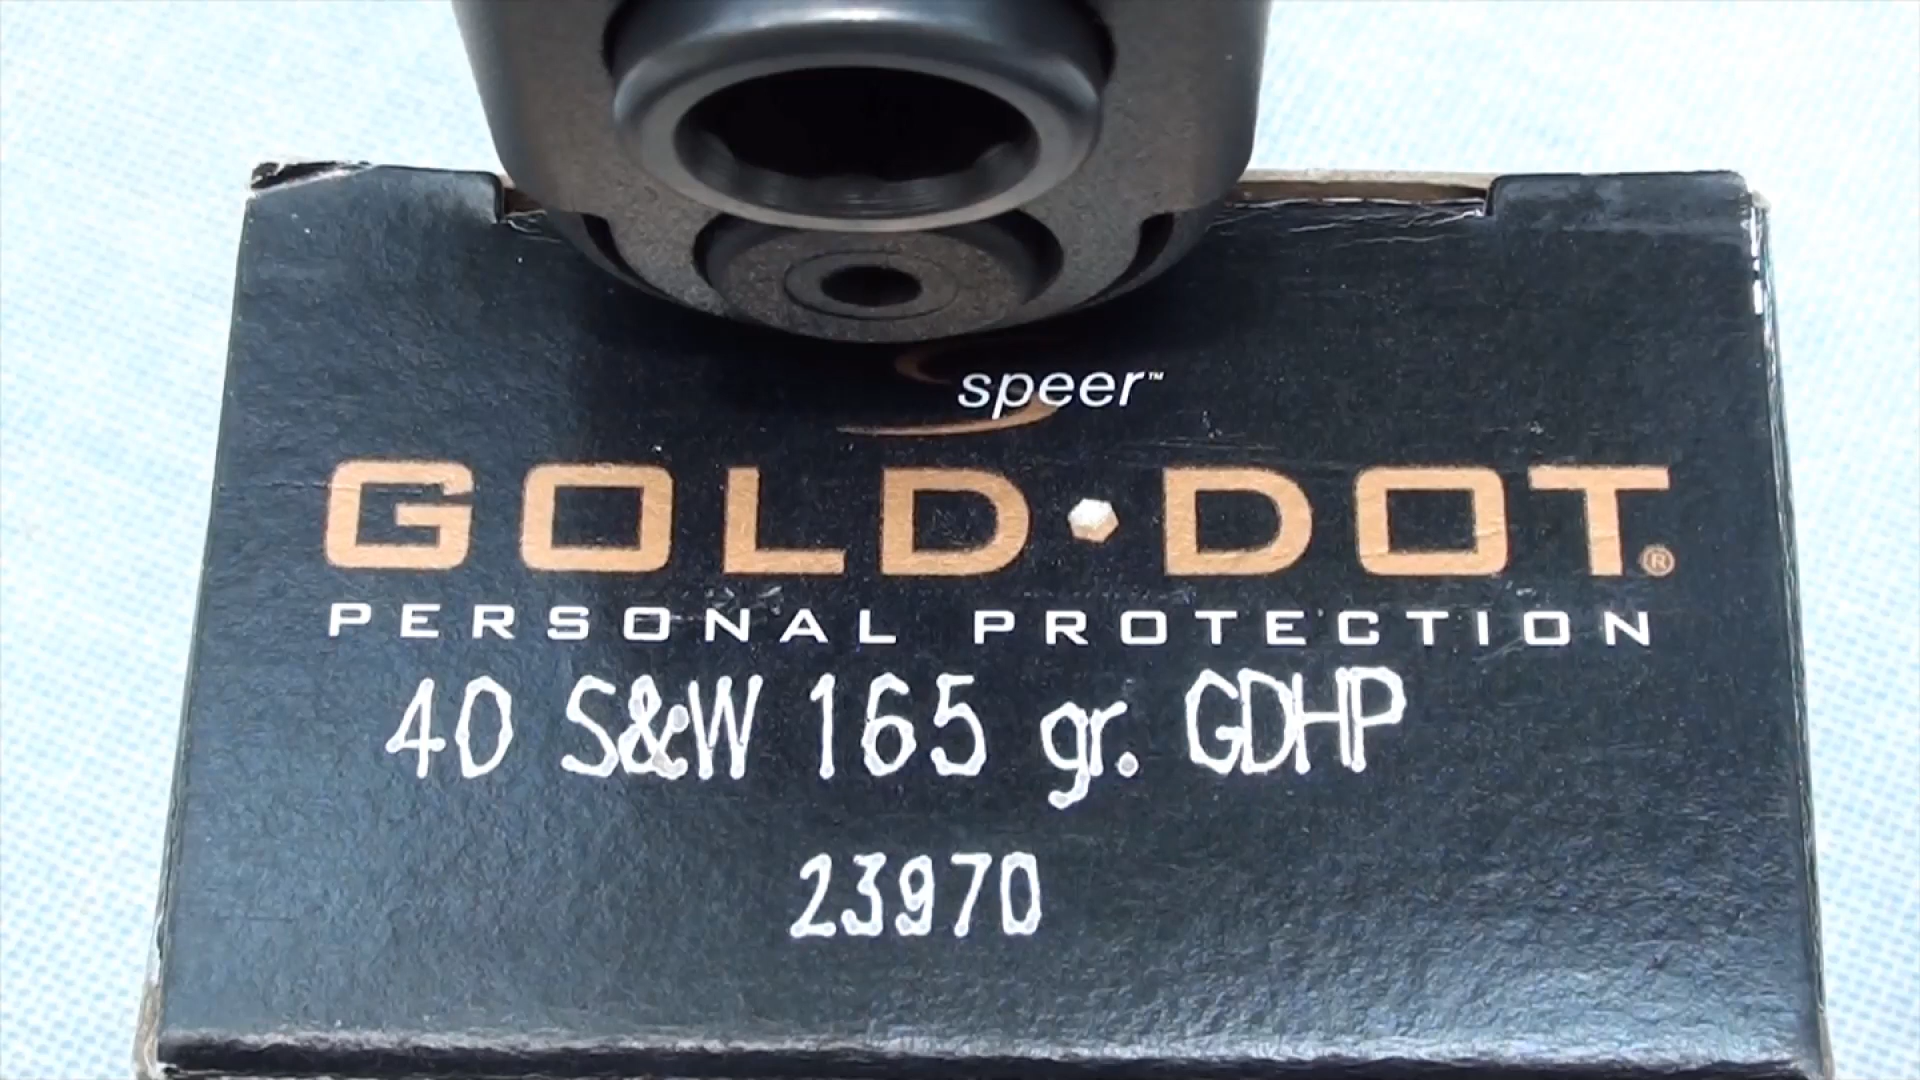 speer™
GOLD•DOT®
PERSONAL PROTECTION
40 S&W 165 gr. GDHP
23970